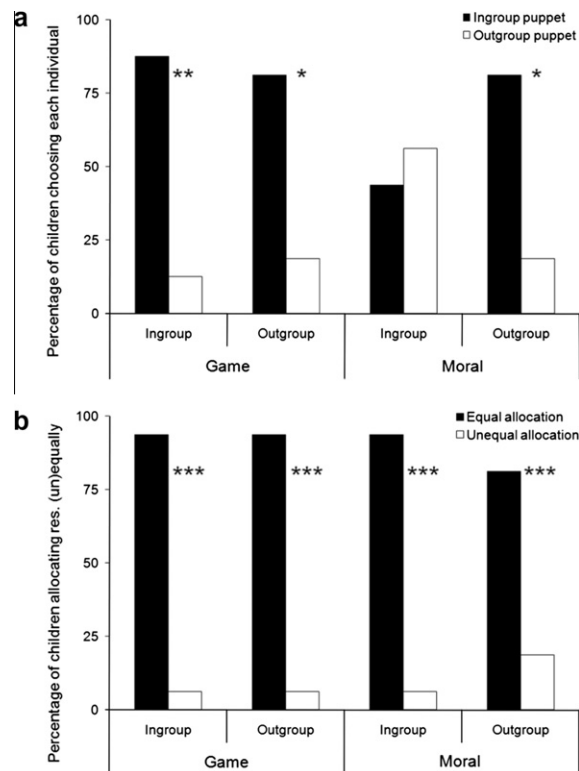 a
Percentage of children choosing each individual
100
75
50
25
0
Ingroup puppet
Outgroup puppet
** * *
Ingroup Outgroup Ingroup Outgroup
Game Moral
b
Percentage of children allocating res. (un)equally
100
75
50
25
0
Equal allocation
Unequal allocation
*** *** *** ***
Ingroup Outgroup Ingroup Outgroup
Game Moral